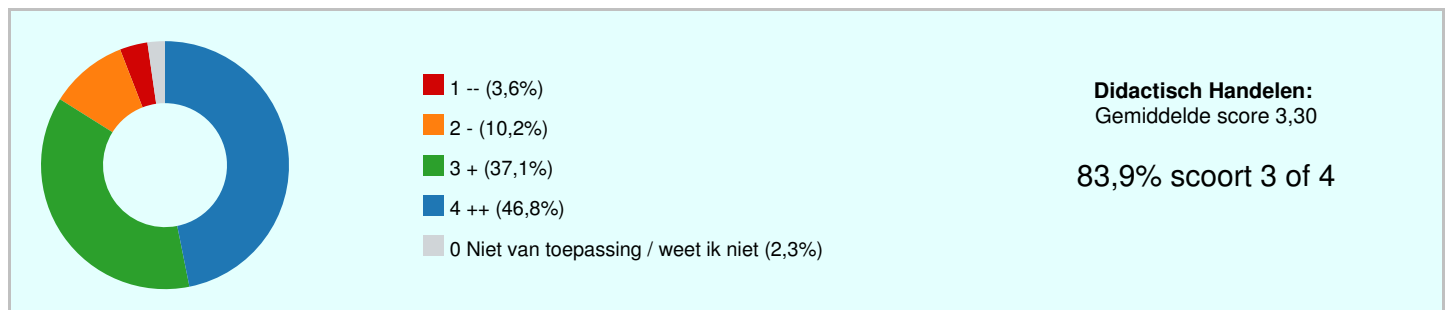 1 -- (3,6%)
2 - (10,2%)
3 + (37,1%)
4 ++ (46,8%)
0 Niet van toepassing / weet ik niet (2,3%)
Didactisch Handelen:
Gemiddelde score 3,30
83,9% scoort 3 of 4